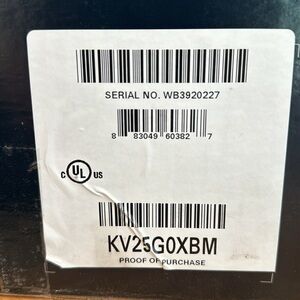 SERIAL NO. WB3920227
8 83049 60382 7
c UL US
KV25G0XBM
PROOF OF PURCHASE